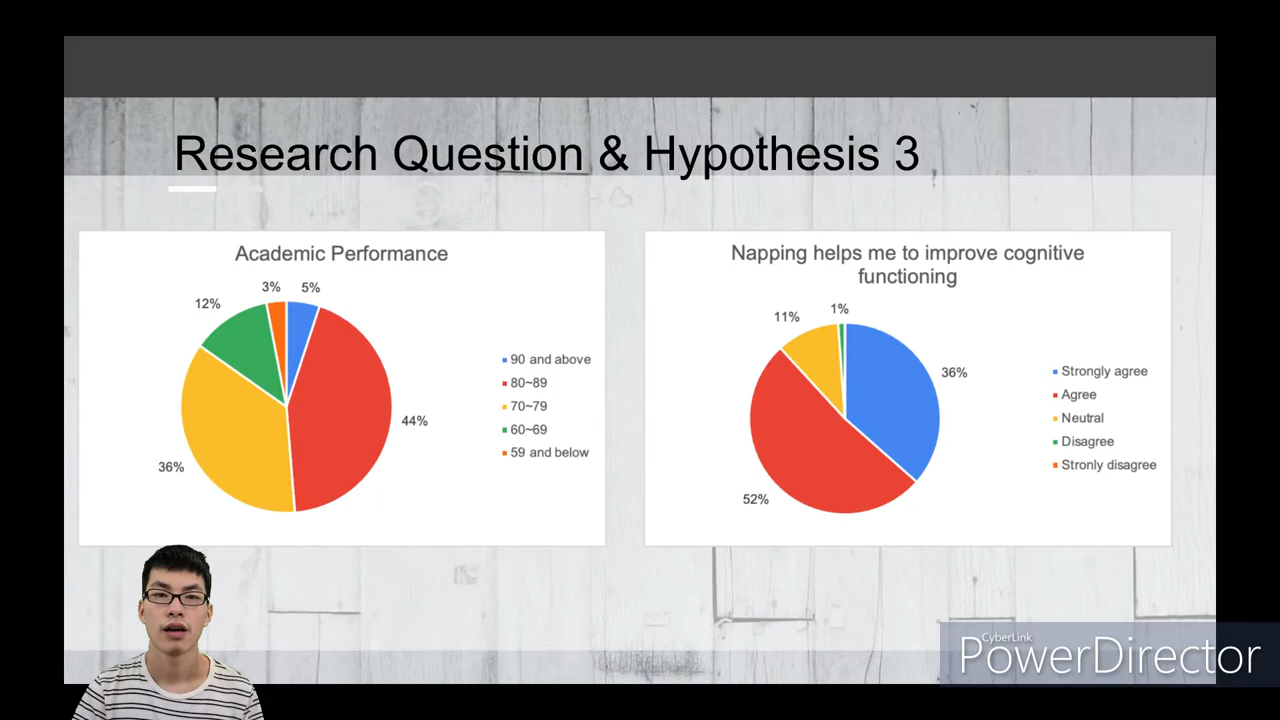 Research Question & Hypothesis 3
Academic Performance
3%
5%
12%
44%
36%
90 and above
80~89
70~79
60~69
59 and below
Napping helps me to improve cognitive
functioning
1%
11%
36%
52%
Strongly agree
Agree
Neutral
Disagree
Stronly disagree
CyberLink
PowerDirector